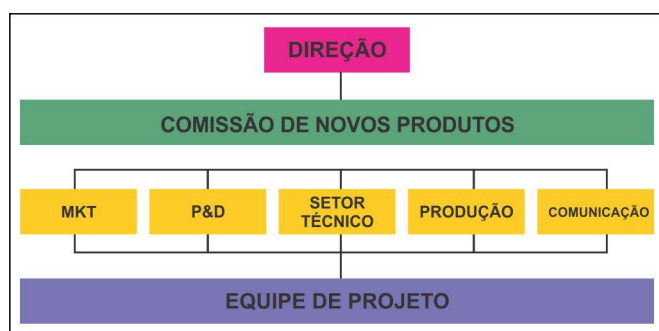 DIREÇÃO
COMISSÃO DE NOVOS PRODUTOS
MKT
P&D
SETOR
TÉCNICO
PRODUÇÃO
COMUNICAÇÃO
EQUIPE DE PROJETO